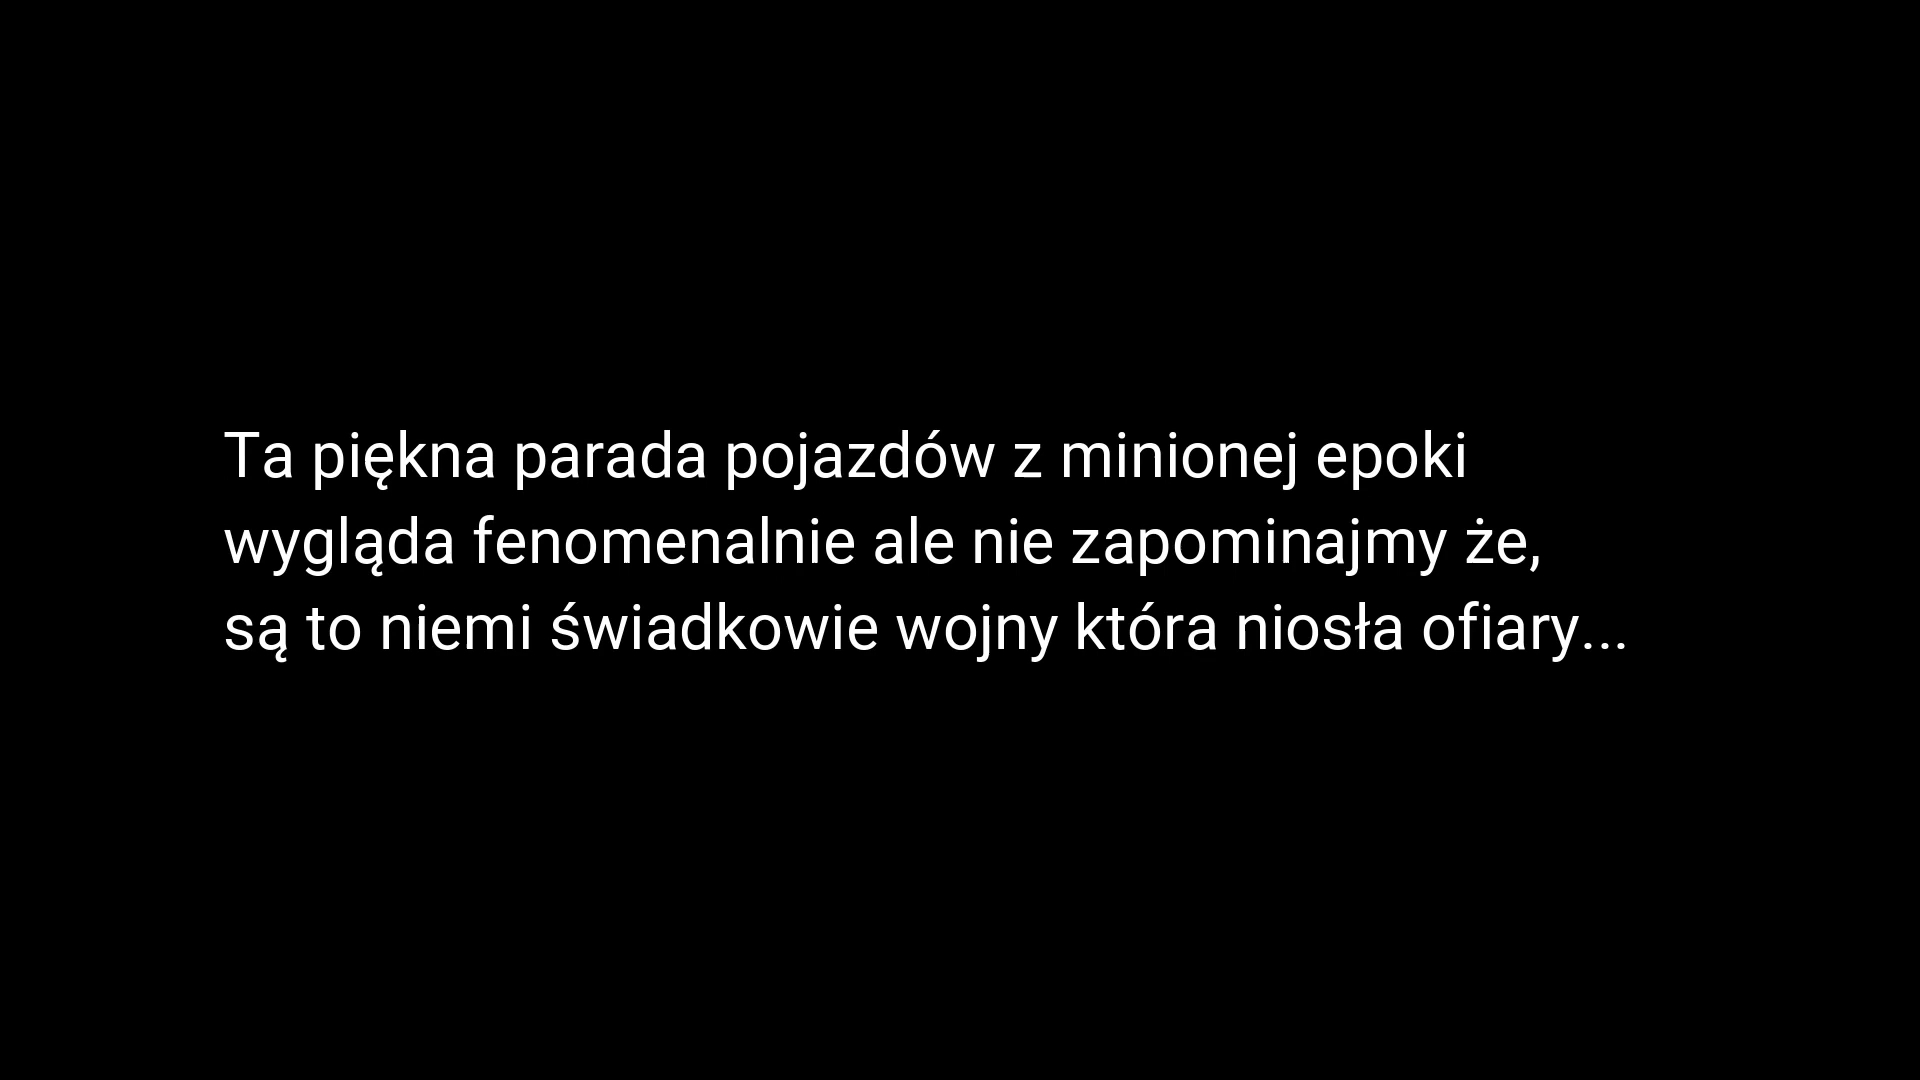 Ta piękna parada pojazdów z minionej epoki
wygląda fenomenalnie ale nie zapominajmy że,
są to niemi świadkowie wojny która niosła ofiary...